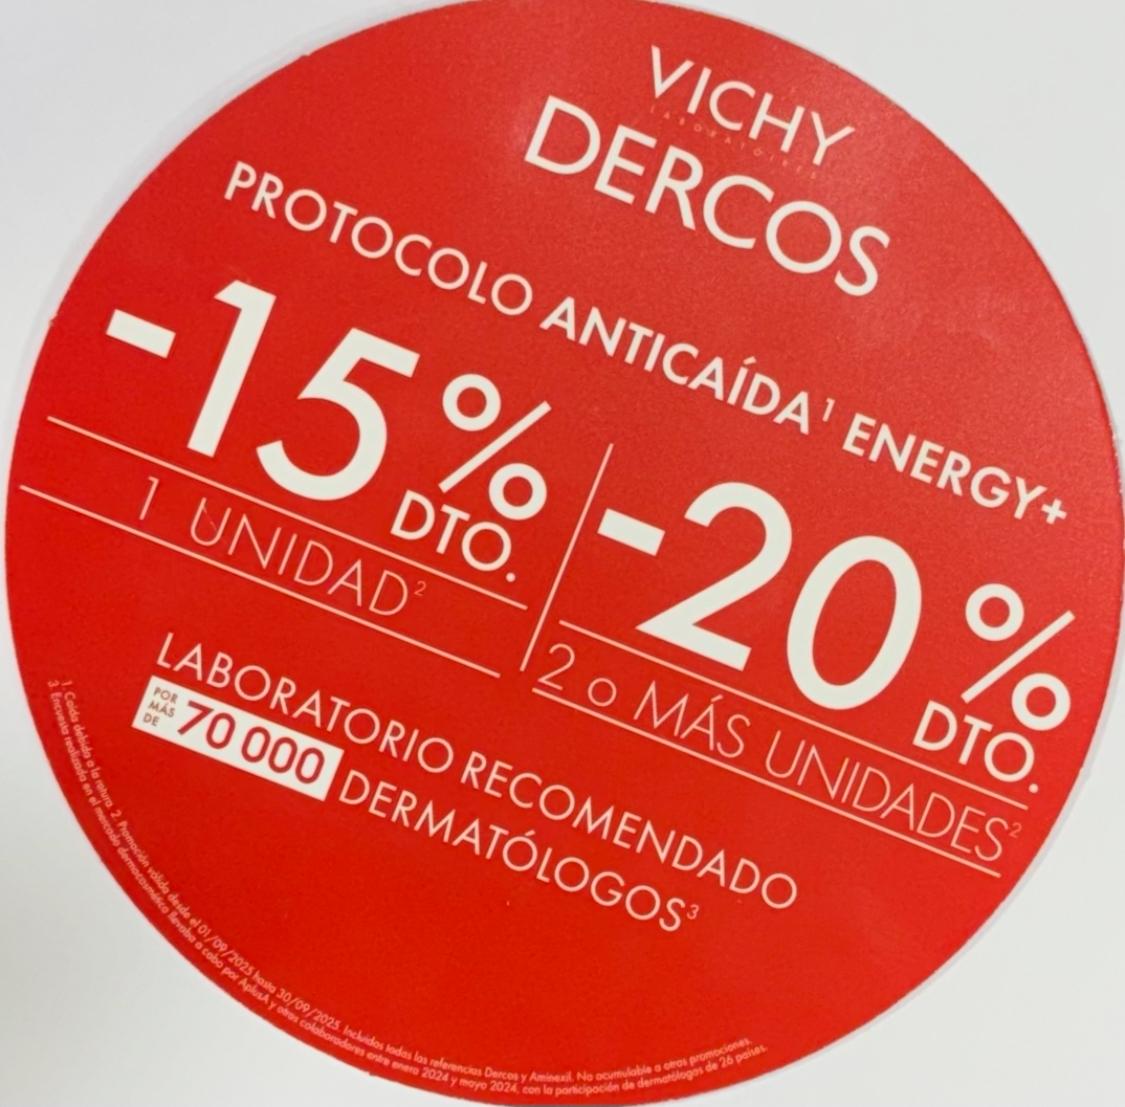 VICHY
LABORATOIRES
DERCOS
PROTOCOLO ANTICAÍDA¹ ENERGY+
-15% DTO.
1 UNIDAD²
-20% DTO.
2 o MÁS UNIDADES²
LABORATORIO RECOMENDADO
POR MÁS DE 70 000 DERMATÓLOGOS³
1. Caída debida a la rotura. 2. Promoción válida desde el 01/09/2025 hasta 30/09/2025. Incluidas todas las referencias Dercos y Aminexil. No acumulable a otras promociones.
3. Encuesta realizada en el mercado dermocosmético llevada a cabo por AplusA y otros colaboradores entre enero 2024 y mayo 2024, con la participación de dermatólogos de 26 países.